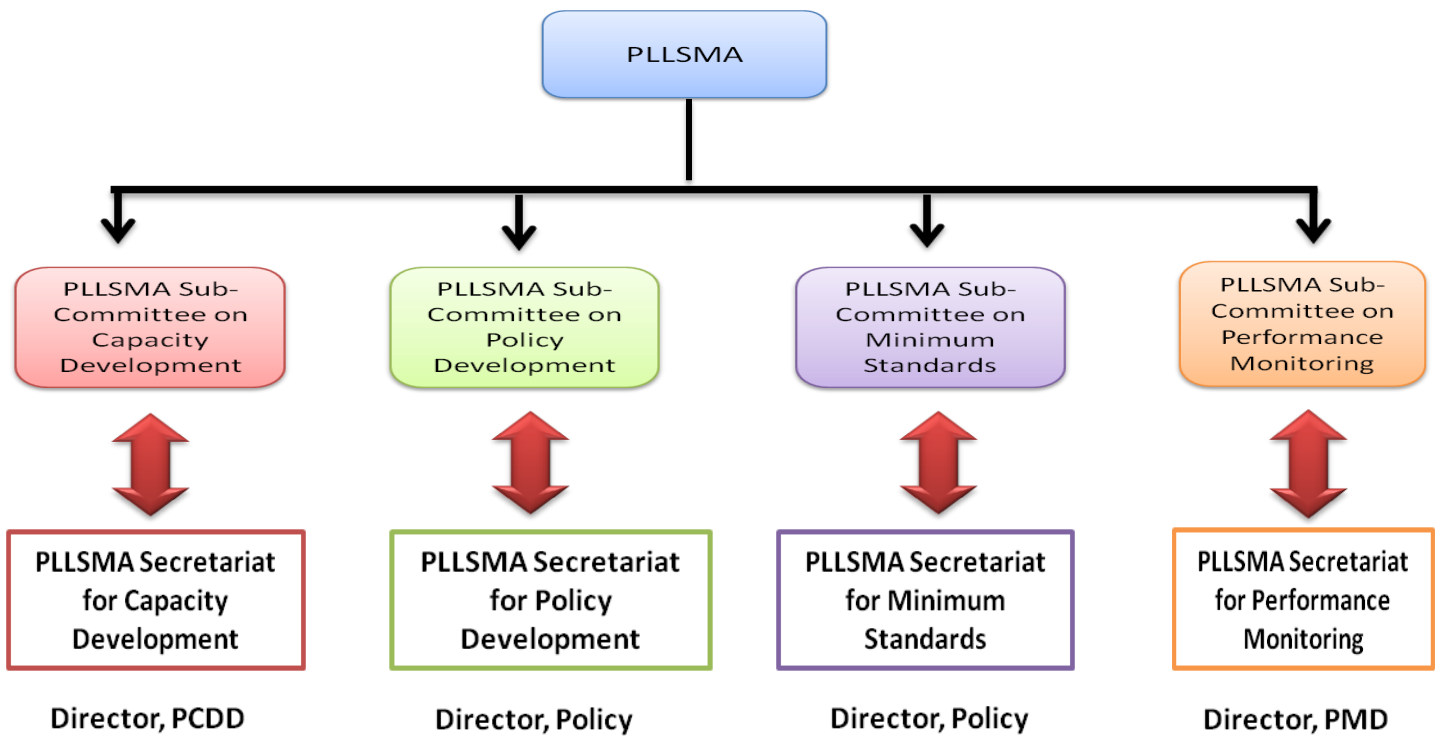 PLLSMA
PLLSMA Sub-
Committee on
Capacity
Development
PLLSMA Sub-
Committee on
Policy
Development
PLLSMA Sub-
Committee on
Minimum
Standards
PLLSMA Sub-
Committee on
Performance
Monitoring
PLLSMA Secretariat
for Capacity
Development
PLLSMA Secretariat
for Policy
Development
PLLSMA Secretariat
for Minimum
Standards
PLLSMA Secretariat
for Performance
Monitoring
Director, PCDD
Director, Policy
Director, Policy
Director, PMD